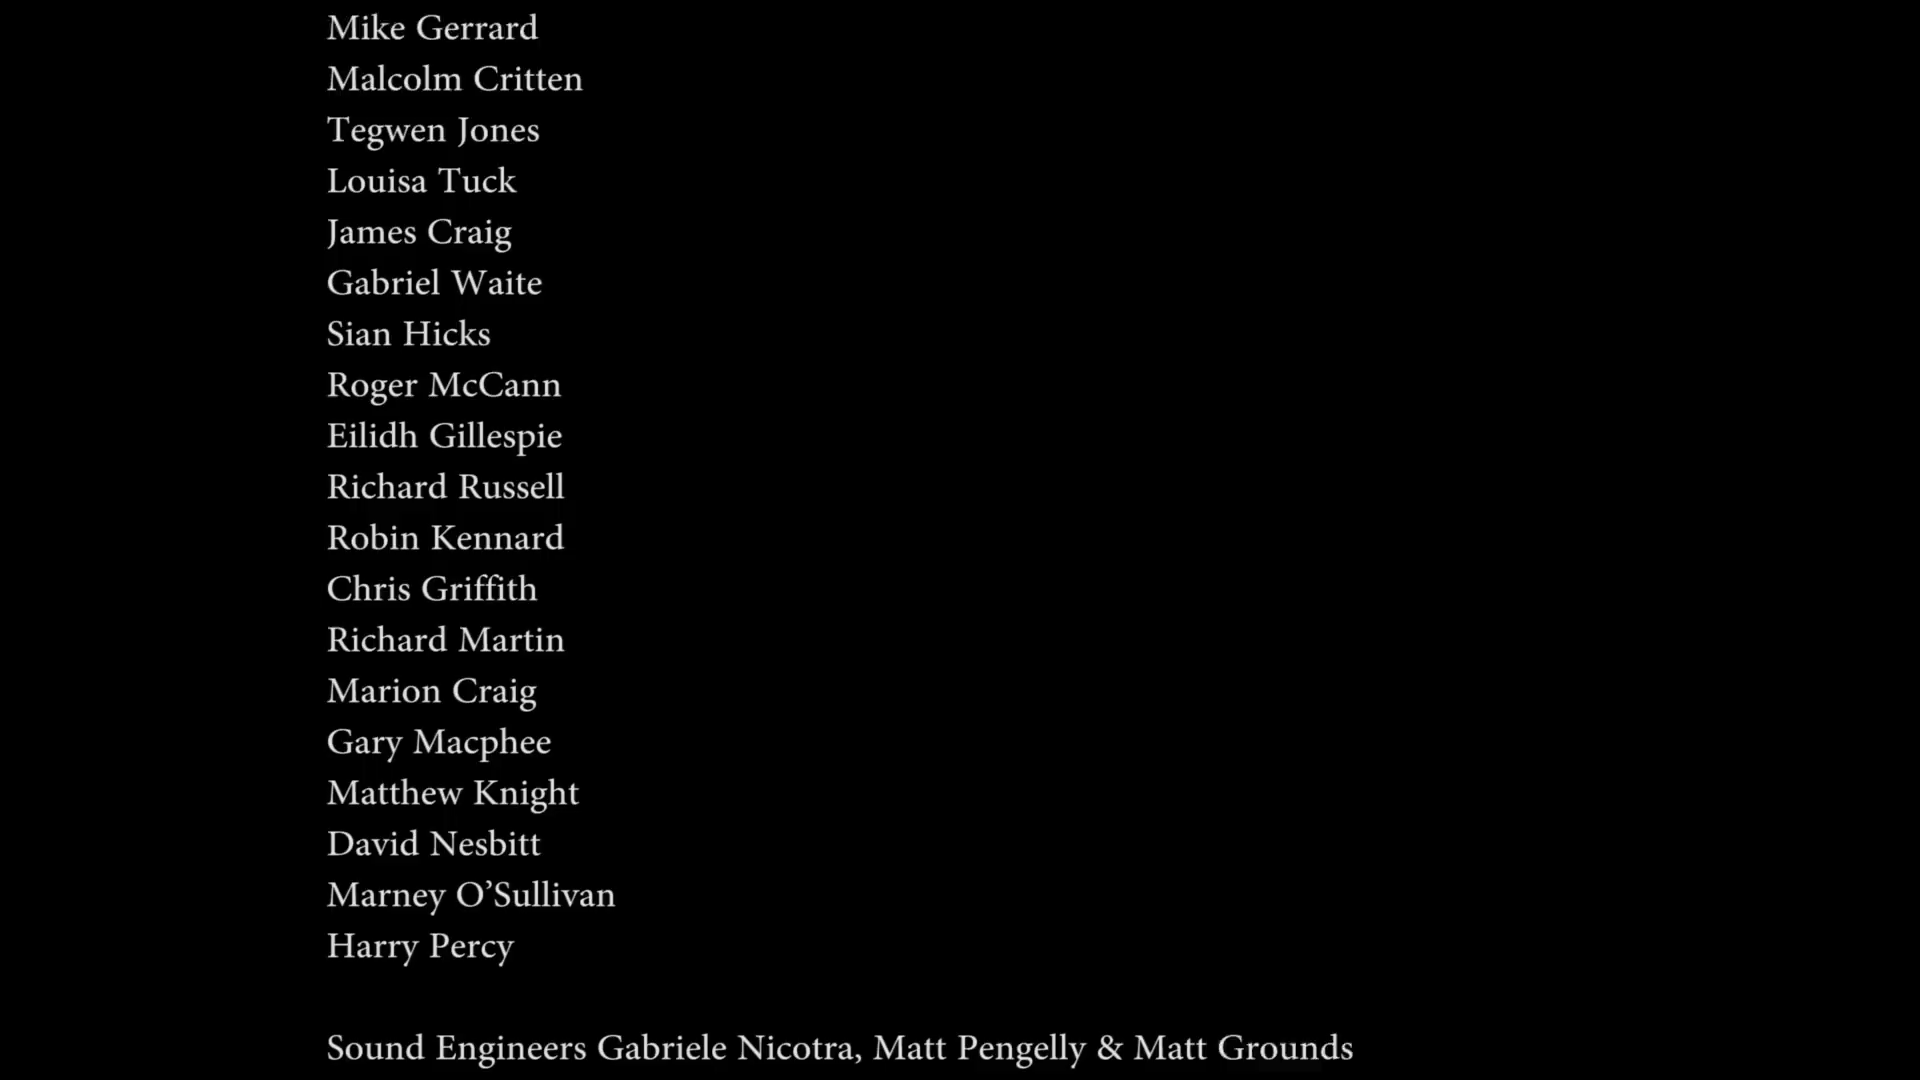 Mike Gerrard
Malcolm Critten
Tegwen Jones
Louisa Tuck
James Craig
Gabriel Waite
Sian Hicks
Roger McCann
Eilidh Gillespie
Richard Russell
Robin Kennard
Chris Griffith
Richard Martin
Marion Craig
Gary Macphee
Matthew Knight
David Nesbitt
Marney O’Sullivan
Harry Percy
Sound Engineers Gabriele Nicotra, Matt Pengelly & Matt Grounds